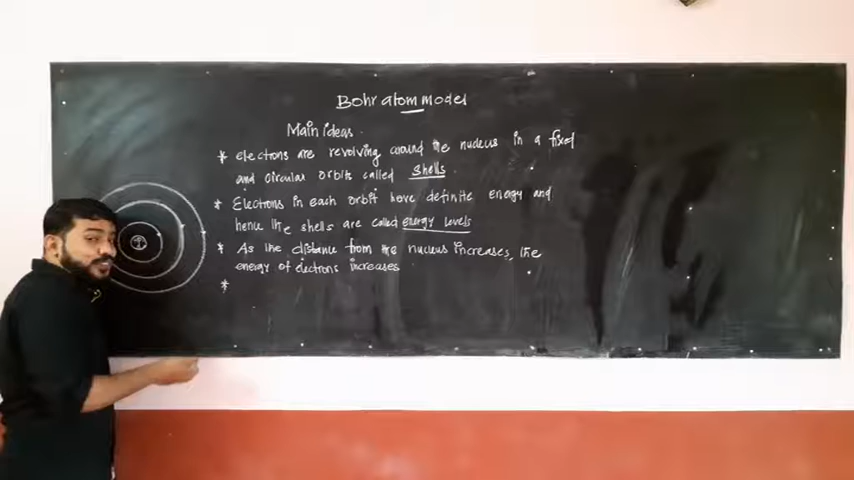 Bohr atom model
Main ideas
* Electrons are revolving around the nucleus in a fixed
and circular orbits called shells
* Electrons in each orbit have definite energy and
hence the shells are called energy levels
* As the distance from the nucleus increases, the
energy of electrons increases
*